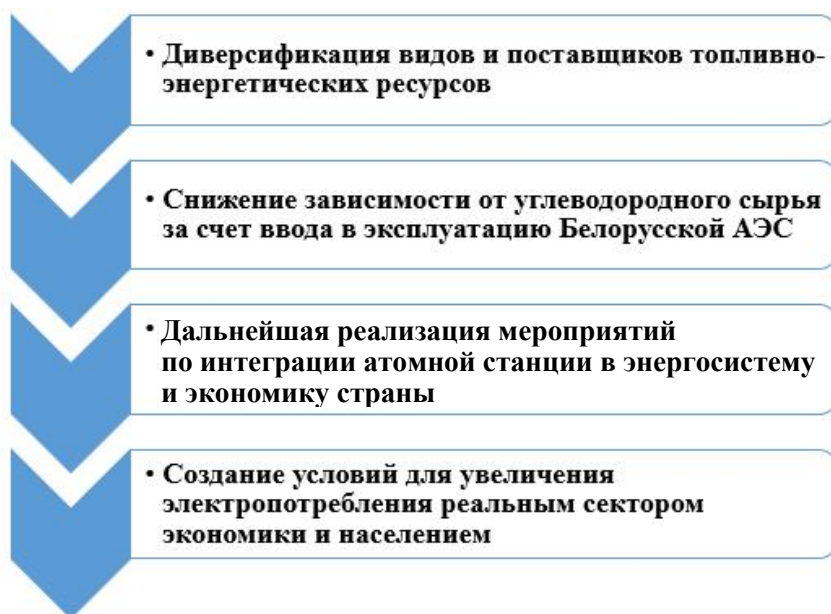 • Диверсификация видов и поставщиков топливно-
энергетических ресурсов
• Снижение зависимости от углеводородного сырья
за счет ввода в эксплуатацию Белорусской АЭС
• Дальнейшая реализация мероприятий
по интеграции атомной станции в энергосистему
и экономику страны
• Создание условий для увеличения
электропотребления реальным сектором
экономики и населением